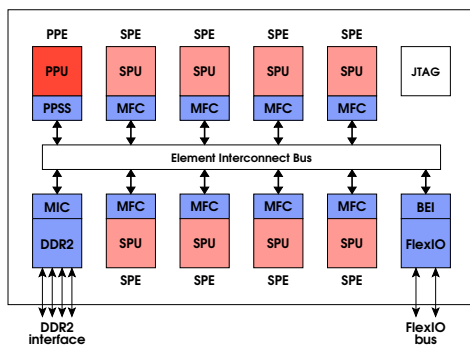 PPE SPE SPE SPE SPE
PPU SPU SPU SPU SPU JTAG
PPSS MFC MFC MFC MFC
Element Interconnect Bus
MIC MFC MFC MFC MFC BEI
DDR2 SPU SPU SPU SPU FlexIO
SPE SPE SPE SPE
DDR2 FlexIO
interface bus